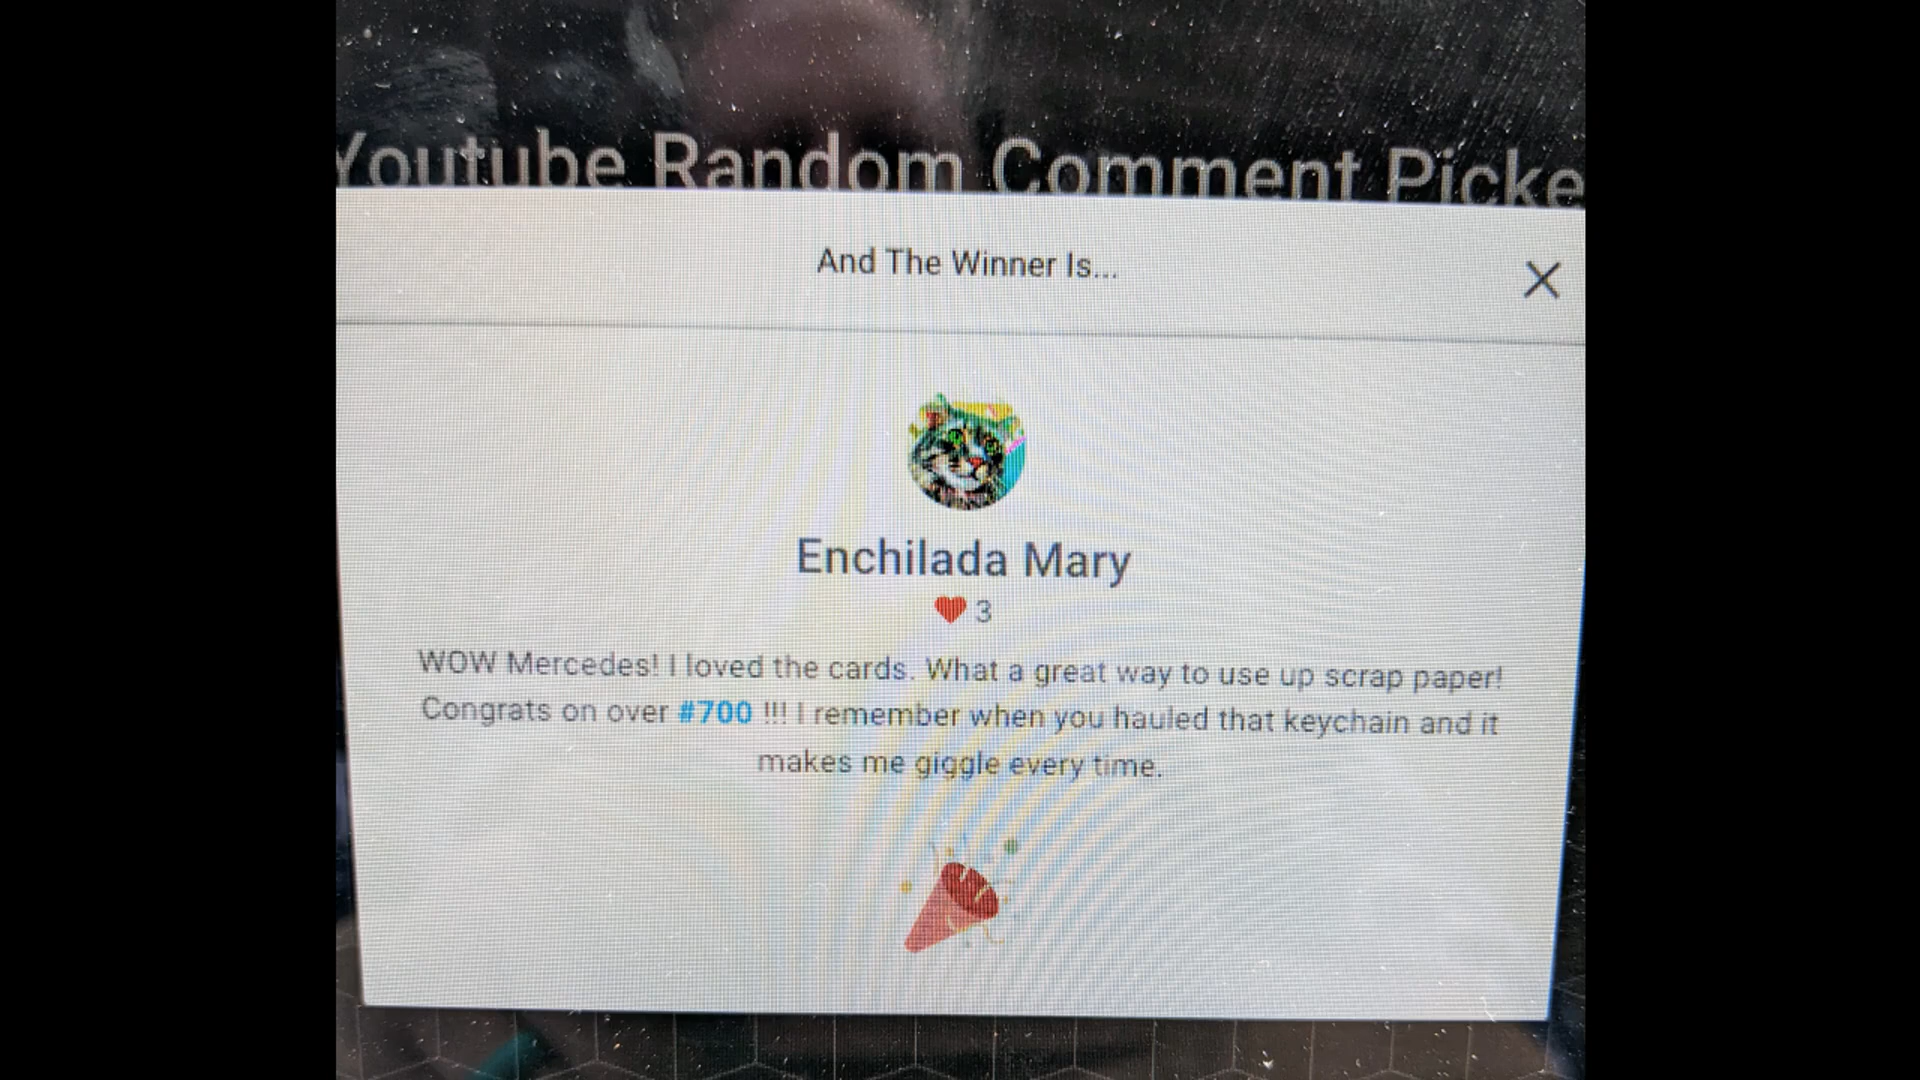 Youtube Random Comment Picke
And The Winner Is...
Enchilada Mary
3
WOW Mercedes! I loved the cards. What a great way to use up scrap paper!
Congrats on over #700 !!! I remember when you hauled that keychain and it
makes me giggle every time.